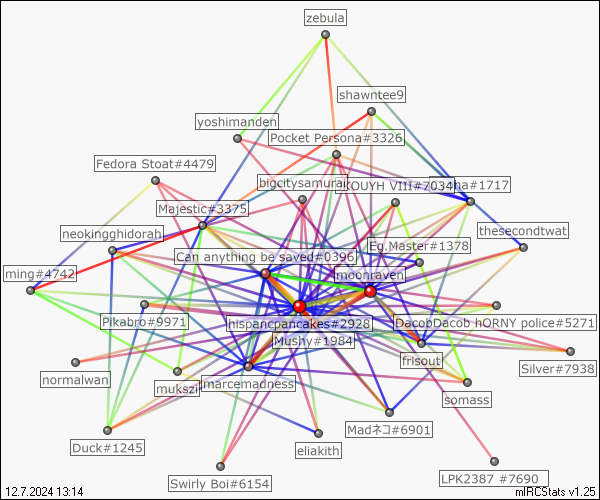 zebula
shawntee9
yoshimanden
Pocket Persona#3326
Fedora Stoat#4479
bigcitysamurai
KOUYH VIII#7034
ha#1717
Majestic#3375
neokingghidorah
Eg.Master#1378
thesecondtwat
Can anything be saved#0396
ming#4742
moonraven
Pikabro#9971
hispancpancakes#2928
DacobDacob hORNY police#5271
Mushy#1984
frisout
Silver#7938
normalwan
mukszi
marcemadness
somass
Madネコ#6901
Duck#1245
eliakith
Swirly Boi#6154
LPK2387 #7690
12.7.2024 13:14
mIRCStats v1.25